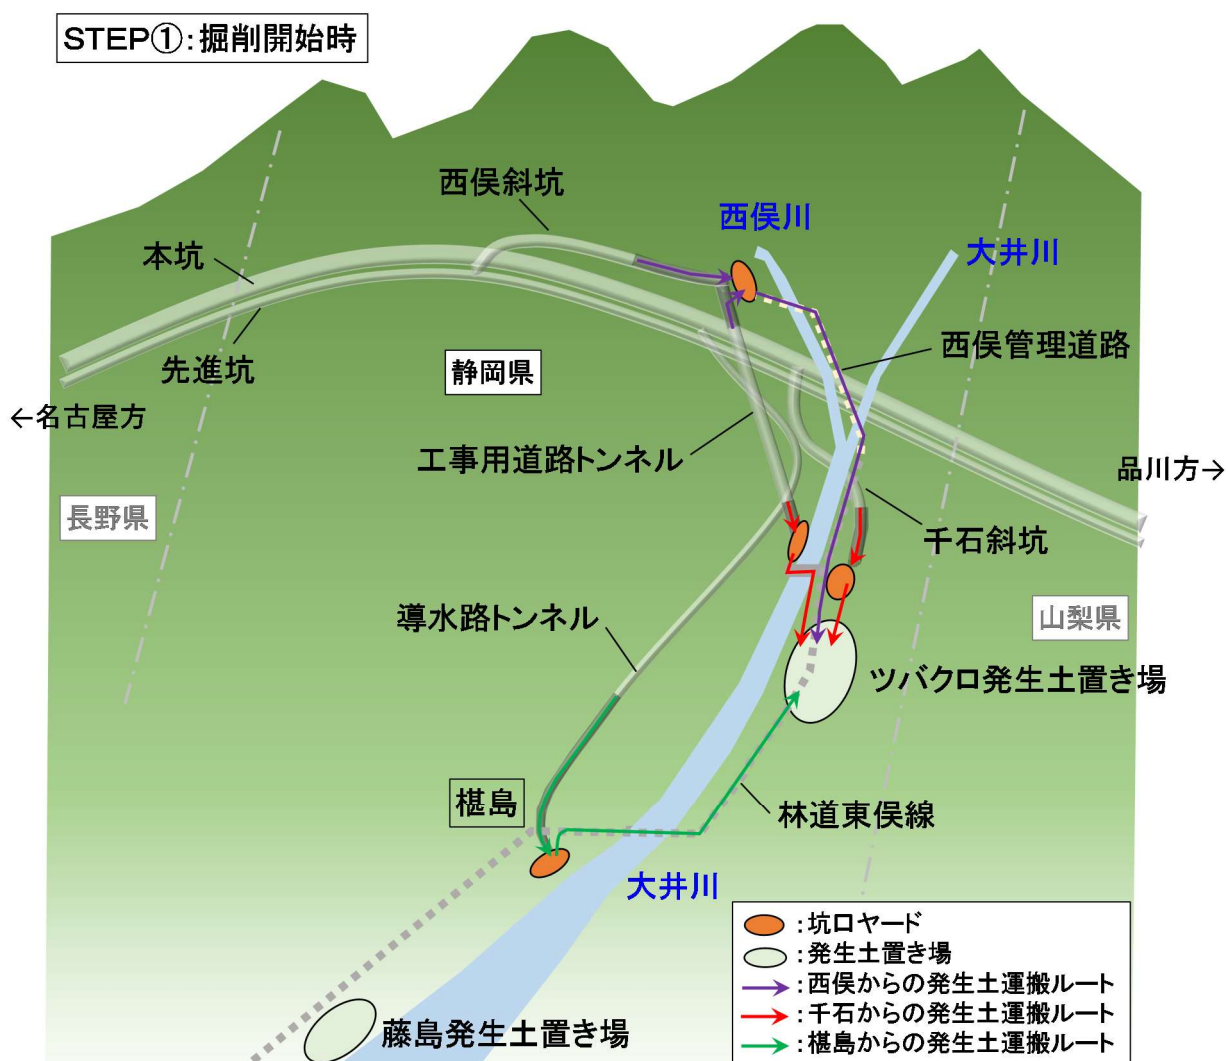 STEP①:掘削開始時
西俣斜坑
西俣川
大井川
本坑
先進坑
静岡県
西俣管理道路
←名古屋方
工事用道路トンネル
品川方→
長野県
千石斜坑
導水路トンネル
山梨県
ツバクロ発生土置き場
椹島
林道東俣線
大井川
:坑口ヤード
:発生土置き場
:西俣からの発生土運搬ルート
:千石からの発生土運搬ルート
:椹島からの発生土運搬ルート
藤島発生土置き場